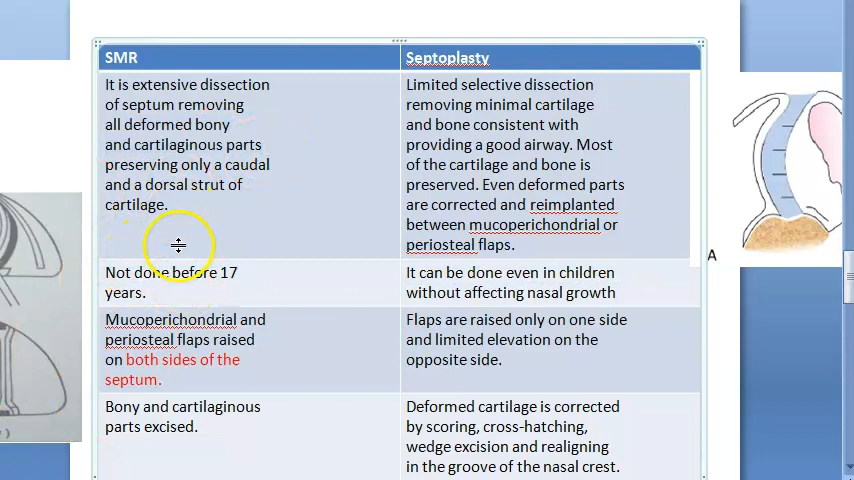 SMR
Septoplasty
It is extensive dissection
of septum removing
all deformed bony
and cartilaginous parts
preserving only a caudal
and a dorsal strut of
cartilage.
Limited selective dissection
removing minimal cartilage
and bone consistent with
providing a good airway. Most
of the cartilage and bone is
preserved. Even deformed parts
are corrected and reimplanted
between mucoperichondrial or
periosteal flaps.
Not done before 17
years.
It can be done even in children
without affecting nasal growth
Mucoperichondrial and
periosteal flaps raised
on both sides of the
septum.
Flaps are raised only on one side
and limited elevation on the
opposite side.
Bony and cartilaginous
parts excised.
Deformed cartilage is corrected
by scoring, cross-hatching,
wedge excision and realigning
in the groove of the nasal crest.
A
)